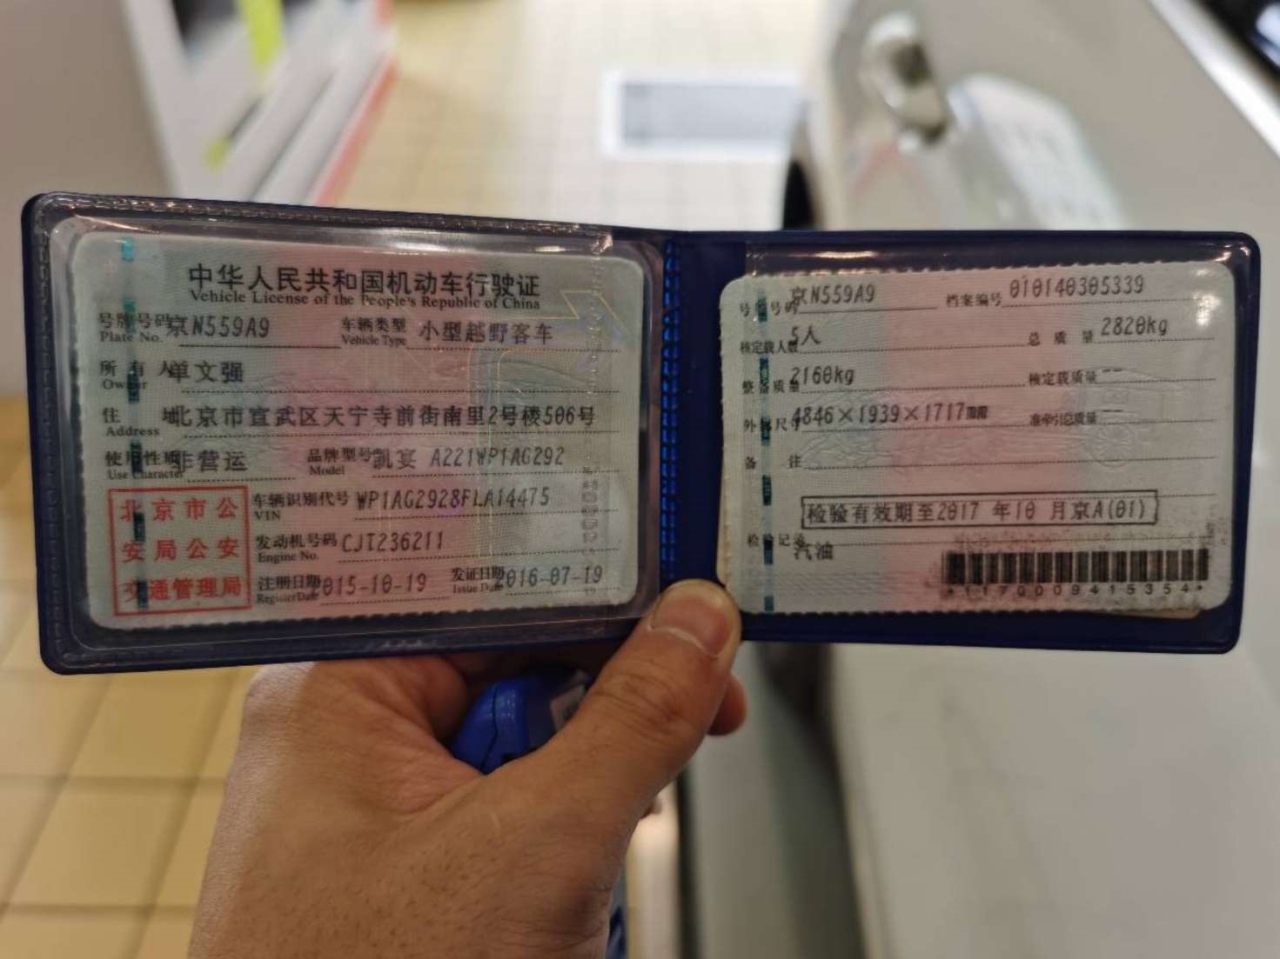 中华人民共和国机动车行驶证
Vehicle License of the People's Republic of China
号牌号码 京N559A9 车辆类型 小型越野客车
Plate No. Vehicle Type
所有人 单文强
Owner
住址 北京市宣武区天宁寺前街南里2号楼506号
Address
使用性质 非营运 品牌型号 凯宴 A221WP1AG292
Use Character Model
北京市公
安局公安
交通管理局
车辆识别代号 WP1AG2928FLA14475
VIN
发动机号码 CJT236211
Engine No.
注册日期 2015-10-19 发证日期 2016-07-19
Register Date Issue Date
号牌号码 京N559A9 档案编号 010140305339
核定载人数 5人 总质量 2820kg
整备质量 2160kg 核定载质量 --
外廓尺寸 4846×1939×1717mm 准牵引总质量 --
备注
检验有效期至2017 年10 月京A(01)
检验记录 汽油
*1170009415354*